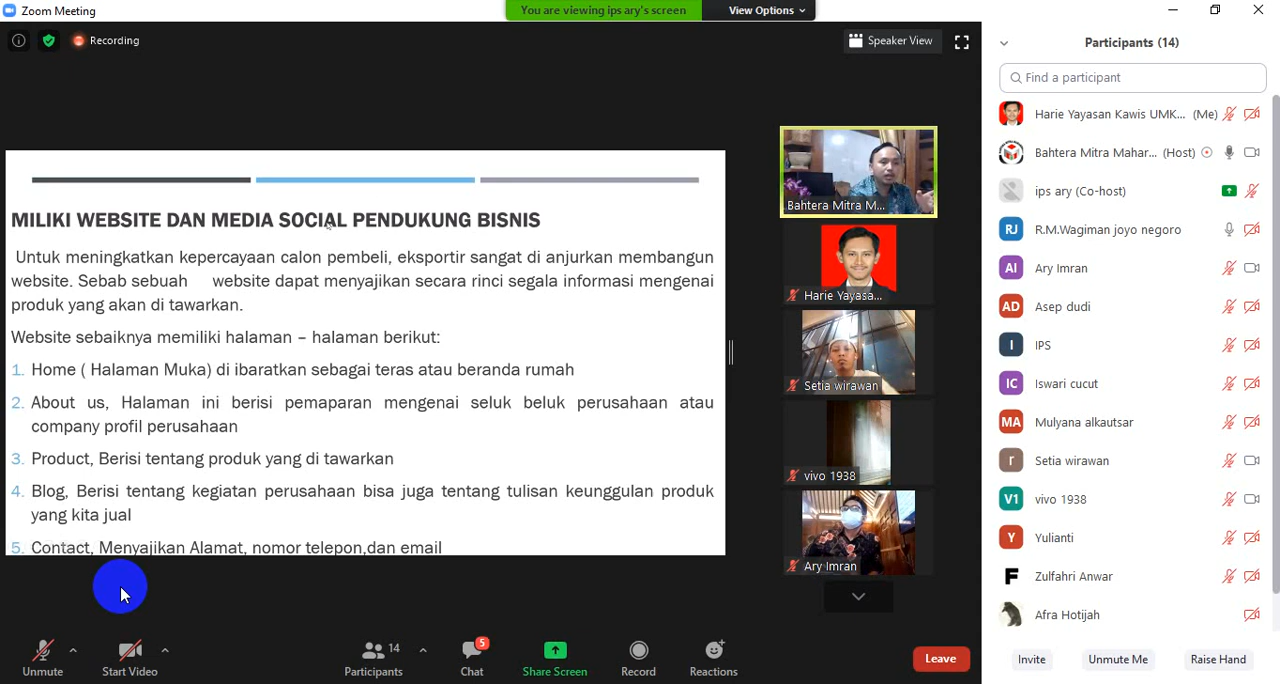 Zoom Meeting
You are viewing ips ary's screen
View Options
Recording
Speaker View
MILIKI WEBSITE DAN MEDIA SOCIAL PENDUKUNG BISNIS
Untuk meningkatkan kepercayaan calon pembeli, eksportir sangat di anjurkan membangun
website. Sebab sebuah website dapat menyajikan secara rinci segala informasi mengenai
produk yang akan di tawarkan.
Website sebaiknya memiliki halaman – halaman berikut:
1. Home ( Halaman Muka) di ibaratkan sebagai teras atau beranda rumah
2. About us, Halaman ini berisi pemaparan mengenai seluk beluk perusahaan atau
company profil perusahaan
3. Product, Berisi tentang produk yang di tawarkan
4. Blog, Berisi tentang kegiatan perusahaan bisa juga tentang tulisan keunggulan produk
yang kita jual
5. Contact, Menyajikan Alamat, nomor telepon,dan email
Bahtera Mitra M...
Harie Yayasa...
Setia wirawan
vivo 1938
Ary Imran
Participants (14)
Find a participant
Harie Yayasan Kawis UMK... (Me)
Bahtera Mitra Mahar... (Host)
ips ary (Co-host)
RJ R.M.Wagiman joyo negoro
AI Ary Imran
AD Asep dudi
I IPS
IC Iswari cucut
MA Mulyana alkautsar
r Setia wirawan
V1 vivo 1938
Y Yulianti
F Zulfahri Anwar
Afra Hotijah
Unmute
Start Video
14
Participants
5
Chat
Share Screen
Record
Reactions
Leave
Invite
Unmute Me
Raise Hand